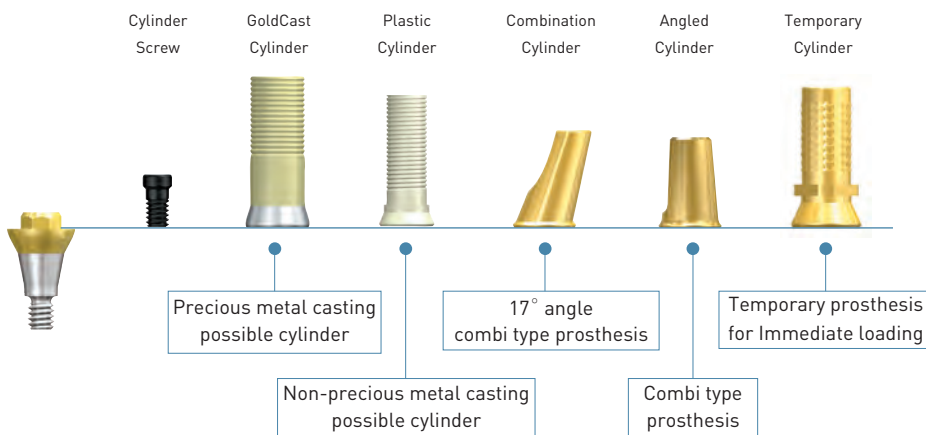 Cylinder
Screw
GoldCast
Cylinder
Plastic
Cylinder
Combination
Cylinder
Angled
Cylinder
Temporary
Cylinder
Precious metal casting
possible cylinder
17° angle
combi type prosthesis
Temporary prosthesis
for Immediate loading
Non-precious metal casting
possible cylinder
Combi type
prosthesis